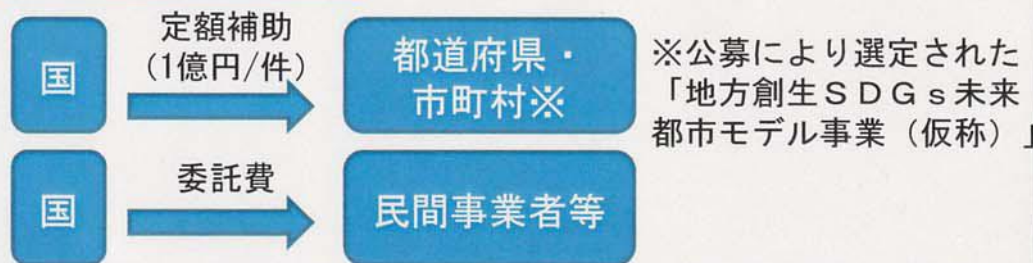 国
定額補助
(1億円/件)
都道府県・
市町村※
※公募により選定された
「地方創生SDGs未来
都市モデル事業（仮称）」
国
委託費
民間事業者等